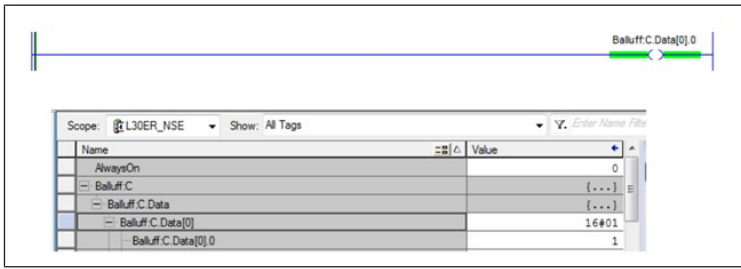 Balluff:C.Data[0].0
Scope: L30ER_NSE Show: All Tags Enter Name Filte
Name Value
AlwaysOn 0
Balluff:C {...}
Balluff:C.Data {...}
Balluff:C.Data[0] 16#01
Balluff:C.Data[0].0 1